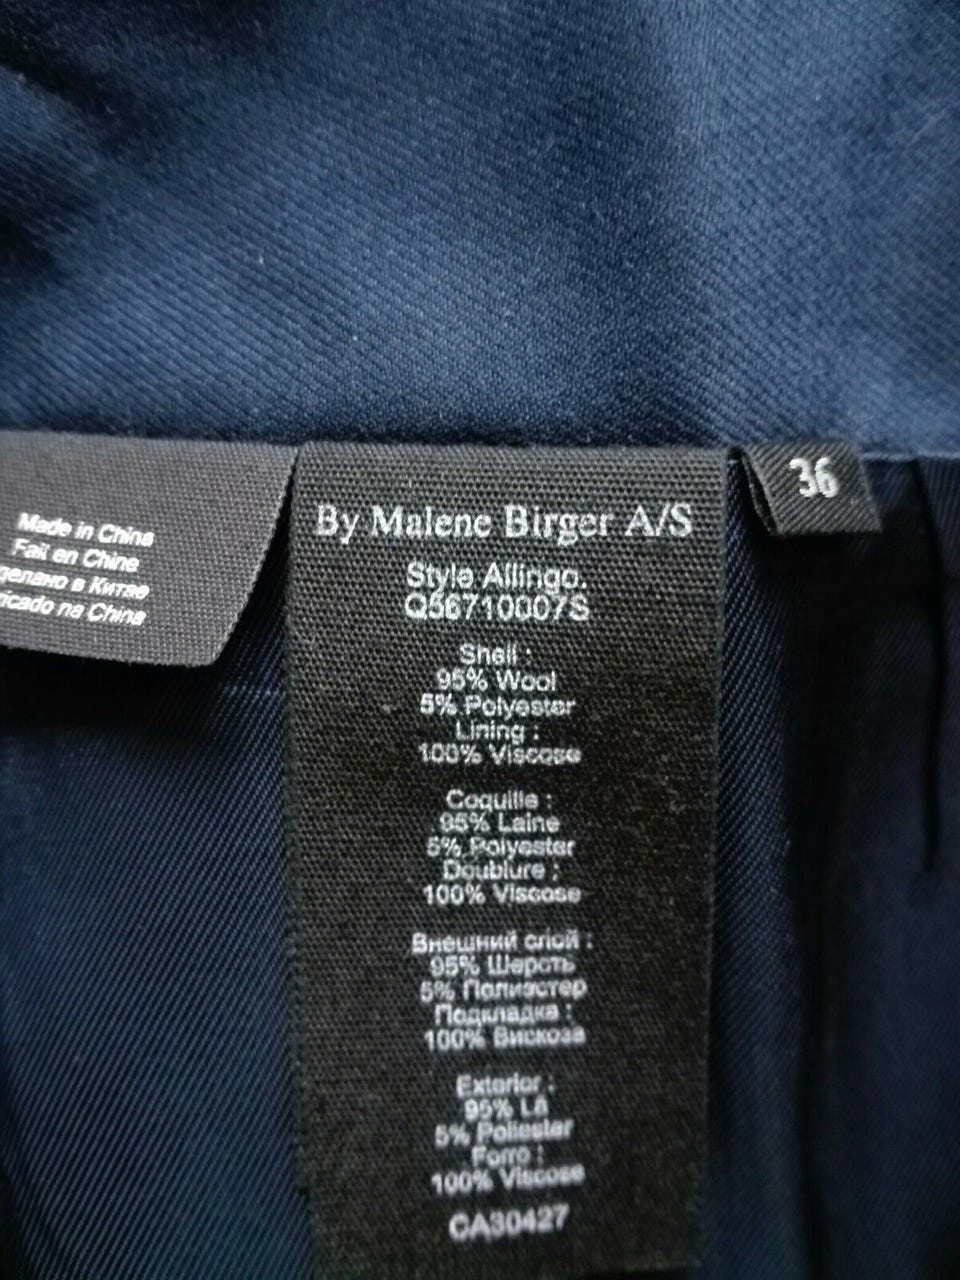 Made in China
Fait en Chine
делано в Китае
ricado na China
By Malene Birger A/S
Style Allingo.
Q56710007S
Shell :
95% Wool
5% Polyester
Lining :
100% Viscose
Coquille :
95% Laine
5% Polyester
Doublure :
100% Viscose
Внешний слой :
95% Шерсть
5% Полиэстер
Подкладка :
100% Вискоза
Exterior :
95% Lã
5% Poliester
Forro :
100% Viscose
CA30427
36